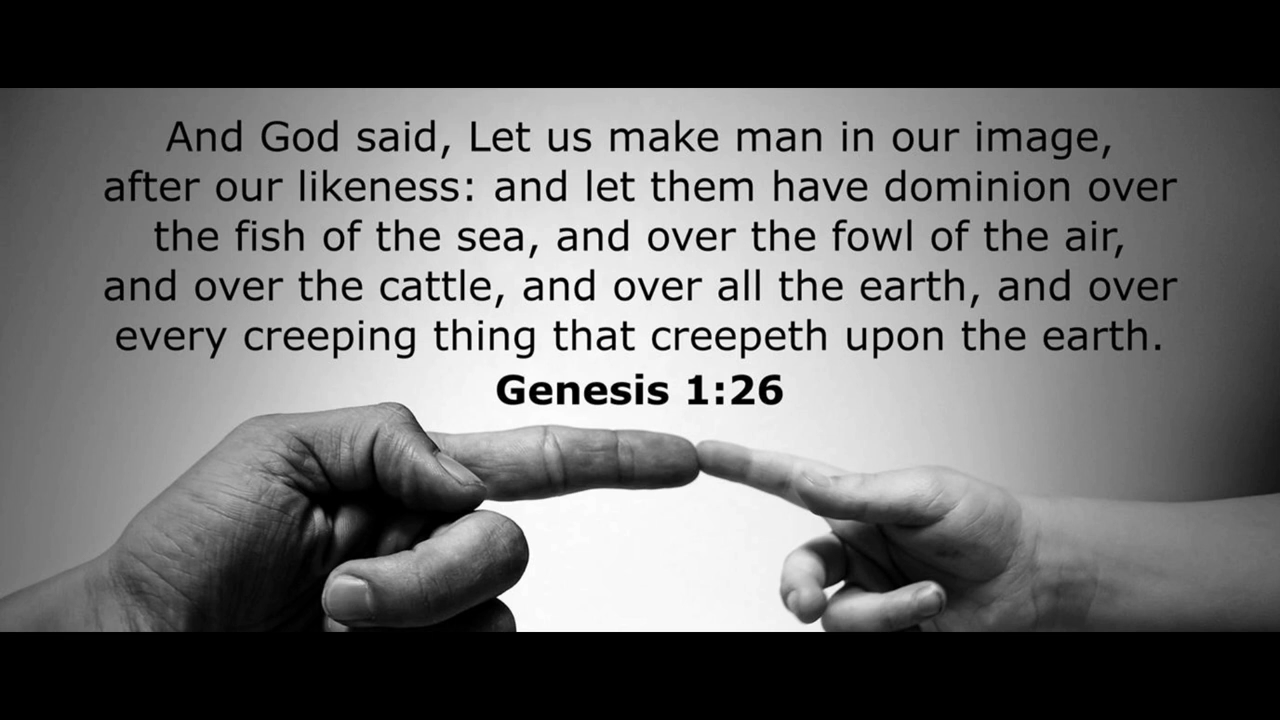 And God said, Let us make man in our image,
after our likeness: and let them have dominion over
the fish of the sea, and over the fowl of the air,
and over the cattle, and over all the earth, and over
every creeping thing that creepeth upon the earth.
Genesis 1:26